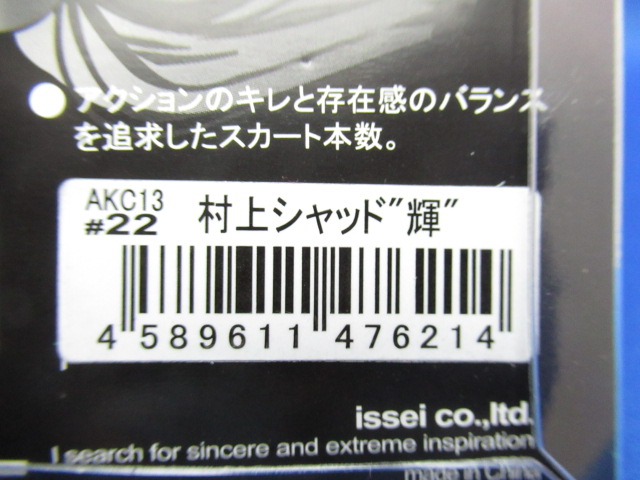 ●アクションのキレと存在感のバランス
を追求したスカート本数。
AKC13
#22 村上シャッド"輝"
4 589611 476214
issei co.,ltd.
I search for sincere and extreme inspiration
made in China